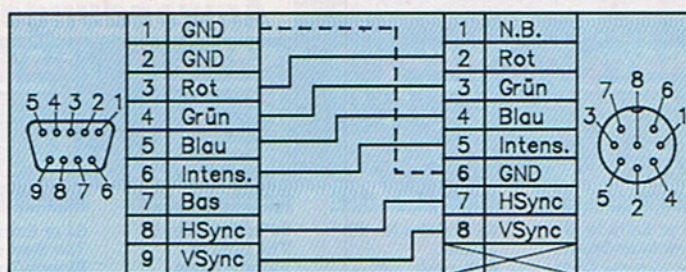 1 GND 1 N.B.
2 GND 2 Rot
3 Rot 3 Grün
4 Grün 4 Blau
5 Blau 5 Intens.
6 Intens. 6 GND
7 Bas 7 HSync
8 HSync 8 VSync
9 VSync
5 4 3 2 1
9 8 7 6
7 8 6
3 1
5 2 4